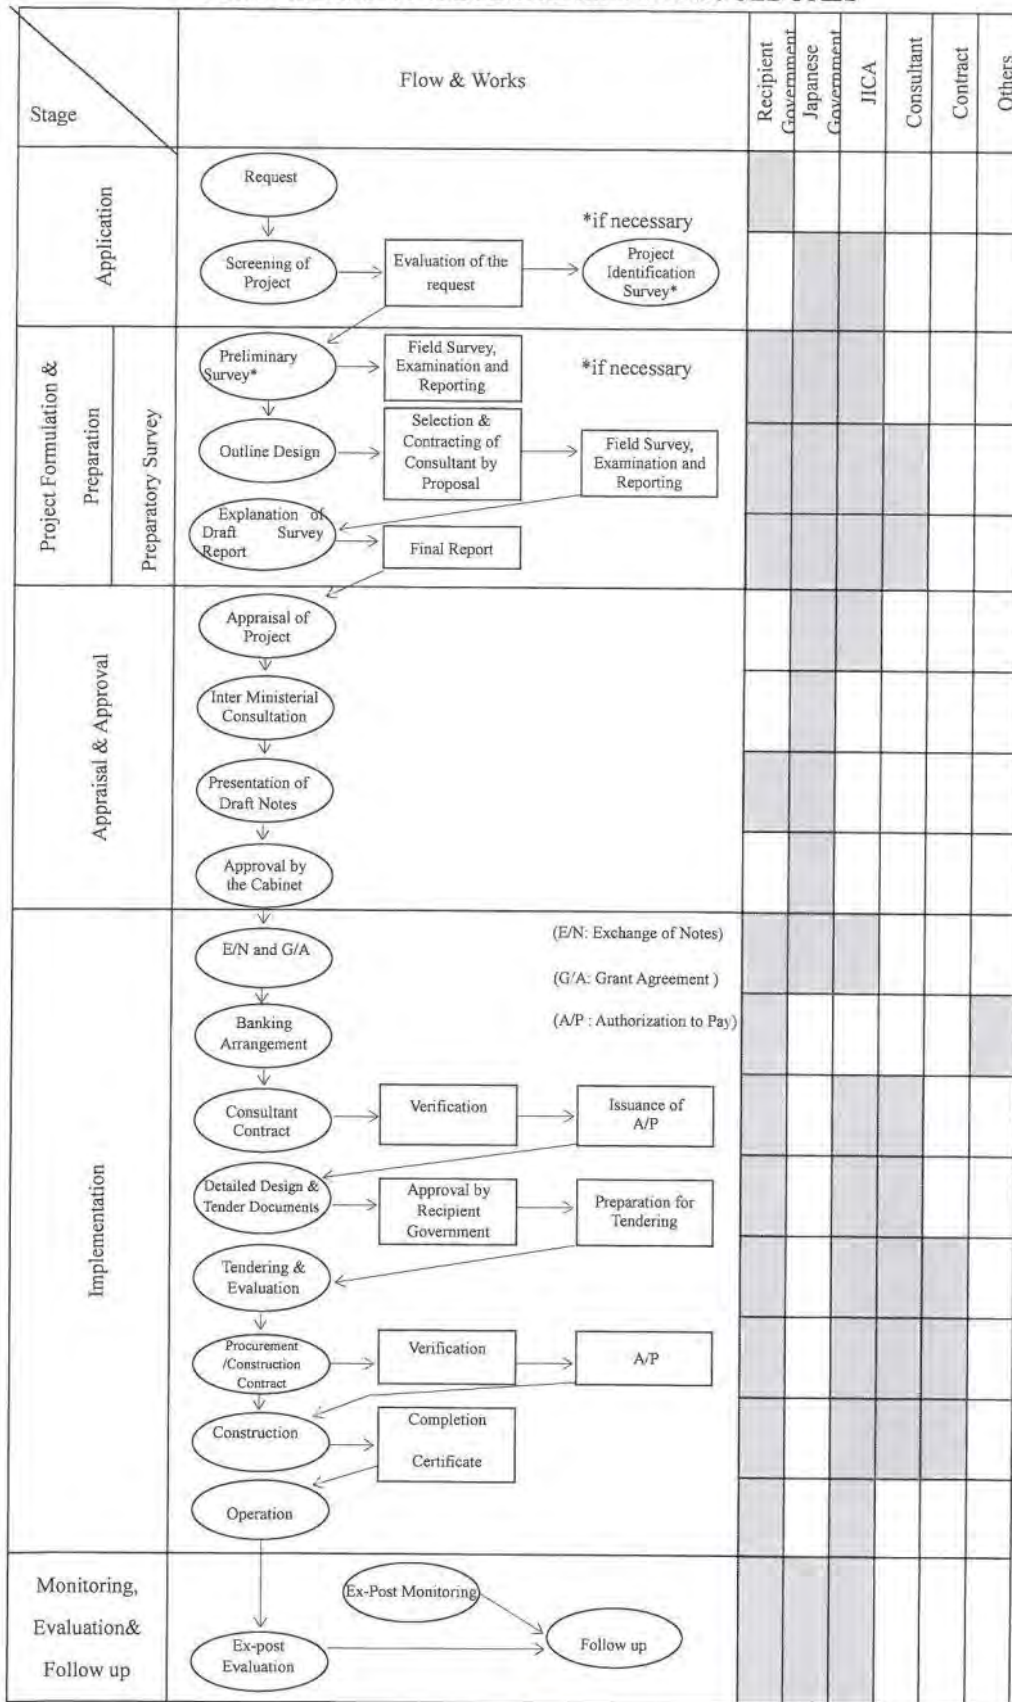 Stage
Flow & Works
Recipient
Government
Japanese
Government
JICA
Consultant
Contract
Others
Application
Request
*if necessary
Screening of
Project
Evaluation of the
request
Project
Identification
Survey*
Project Formulation &
Preparation
Preparatory Survey
Preliminary
Survey*
Field Survey,
Examination and
Reporting
*if necessary
Outline Design
Selection &
Contracting of
Consultant by
Proposal
Field Survey,
Examination and
Reporting
Explanation of
Draft Survey
Report
Final Report
Appraisal & Approval
Appraisal of
Project
Inter Ministerial
Consultation
Presentation of
Draft Notes
Approval by
the Cabinet
Implementation
E/N and G/A
(E/N: Exchange of Notes)
(G/A: Grant Agreement )
(A/P : Authorization to Pay)
Banking
Arrangement
Consultant
Contract
Verification
Issuance of
A/P
Detailed Design &
Tender Documents
Approval by
Recipient
Government
Preparation for
Tendering
Tendering &
Evaluation
Procurement
/Construction
Contract
Verification
A/P
Construction
Completion
Certificate
Operation
Monitoring,
Evaluation&
Follow up
Ex-Post Monitoring
Ex-post
Evaluation
Follow up